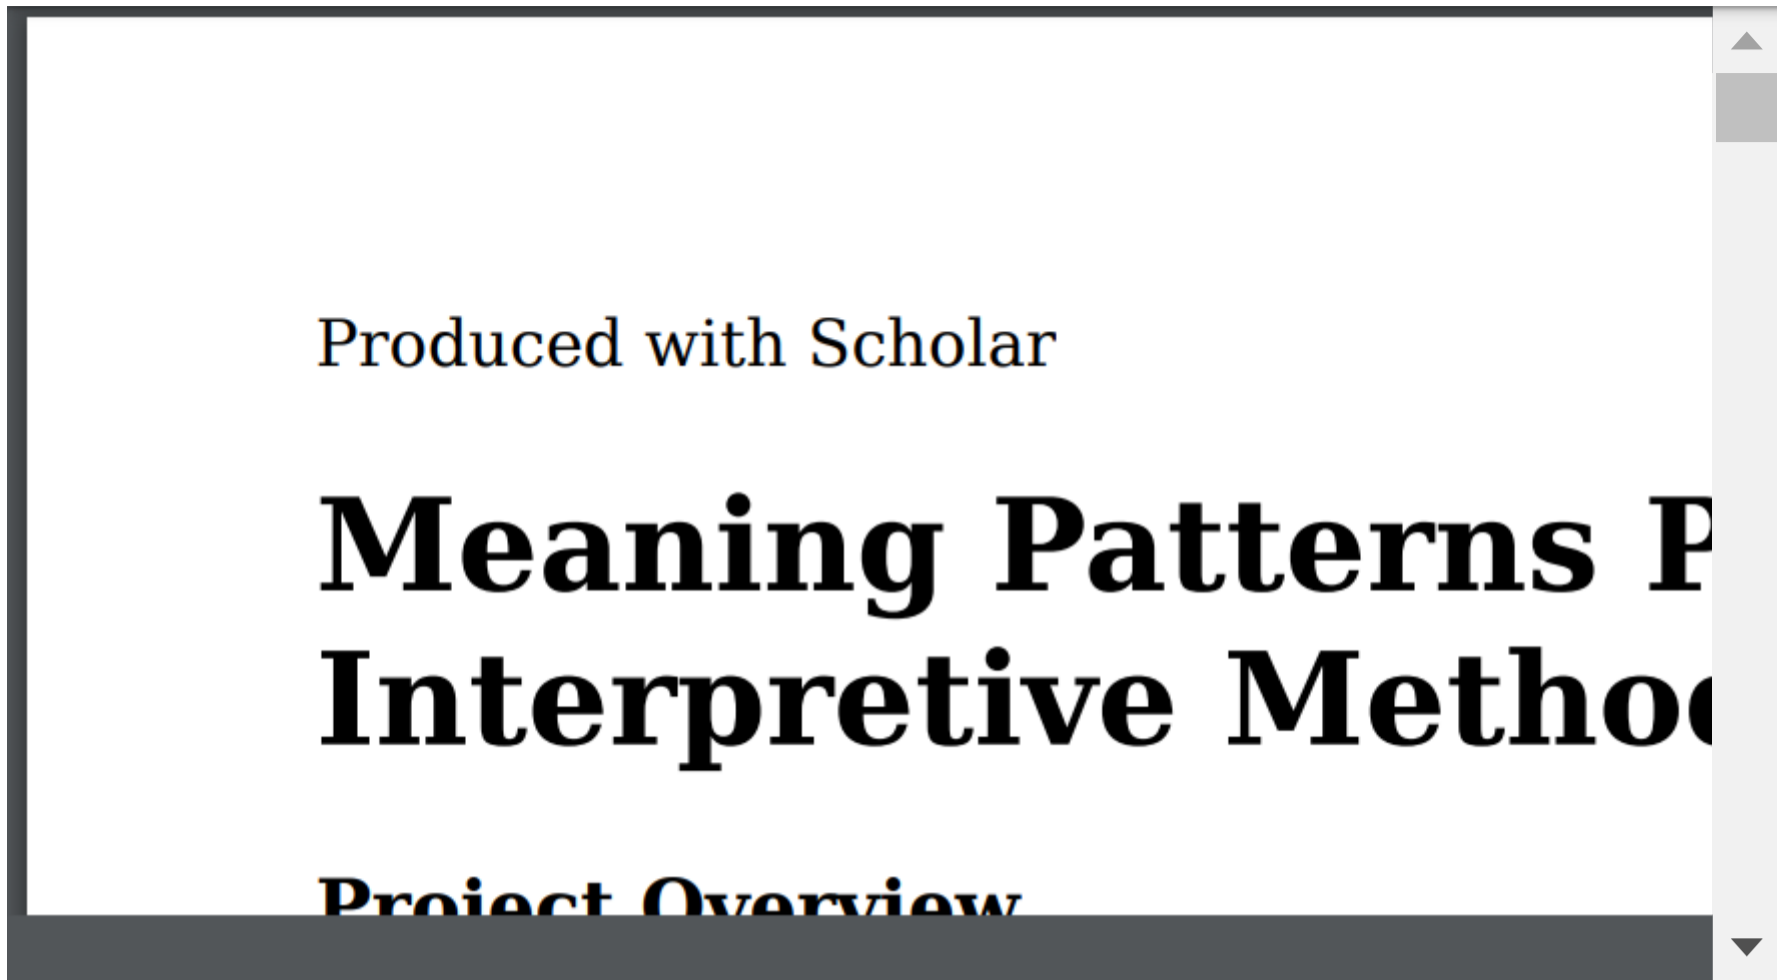 Produced with Scholar
Meaning Patterns P
Interpretive Metho
Project Overview